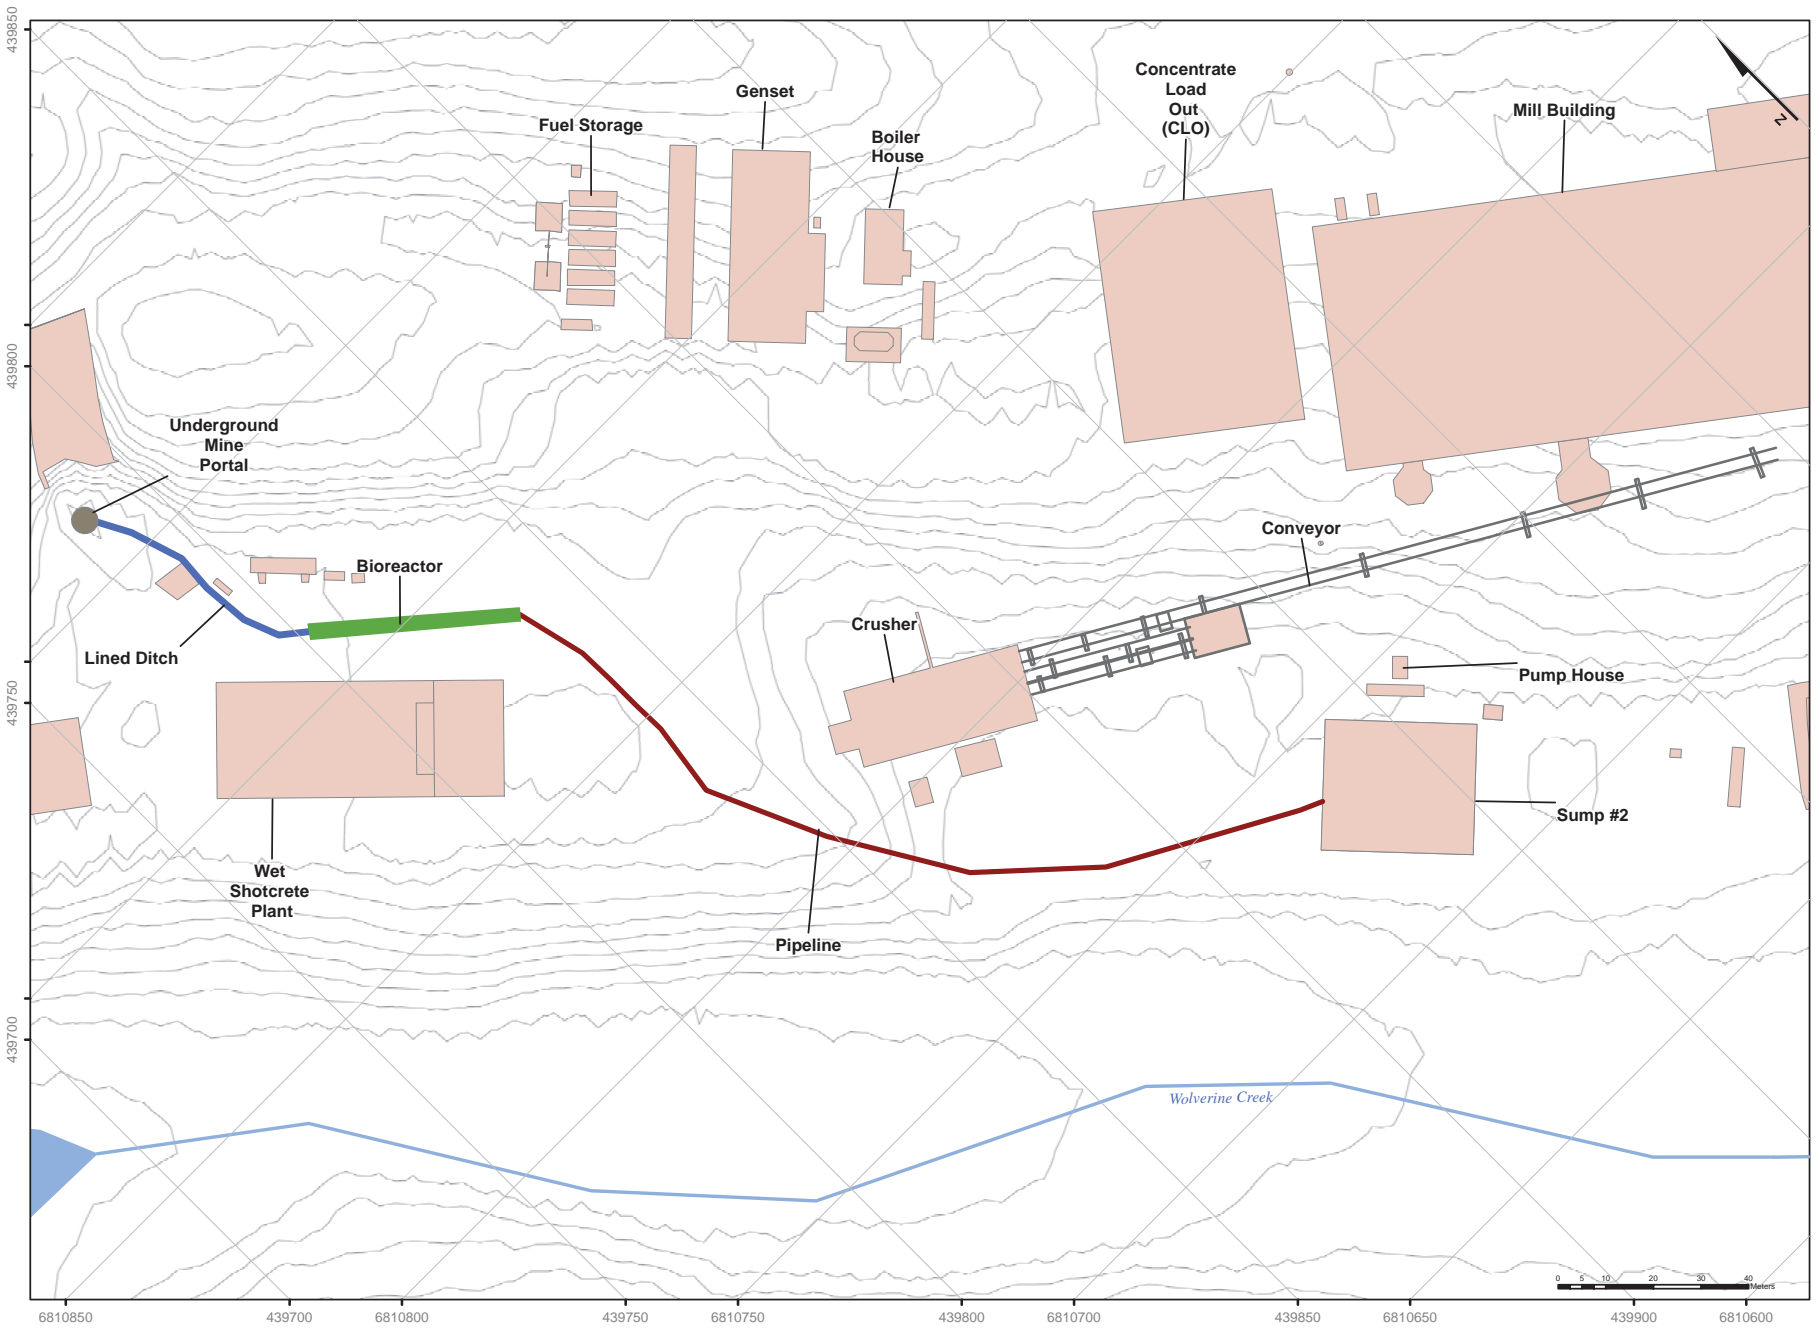 439850
439800
439750
439700
Genset
Fuel Storage
Boiler
House
Concentrate
Load
Out
(CLO)
Mill Building
N
Underground
Mine
Portal
Conveyor
Bioreactor
Crusher
Lined Ditch
Pump House
Sump #2
Wet
Shotcrete
Plant
Pipeline
Wolverine Creek
0 5 10 20 30 40
Meters
6810850 439700 6810800 439750 6810750 439800 6810700 439850 6810650 439900 6810600